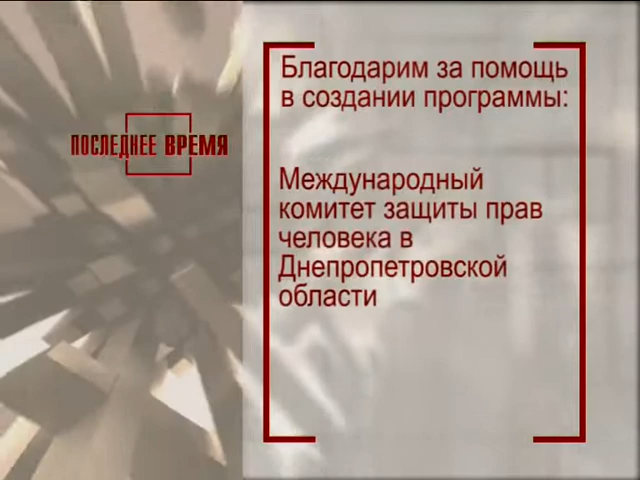 ПОСЛЕДНЕЕ ВРЕМЯ
Благодарим за помощь
в создании программы:
Международный
комитет защиты прав
человека в
Днепропетровской
области